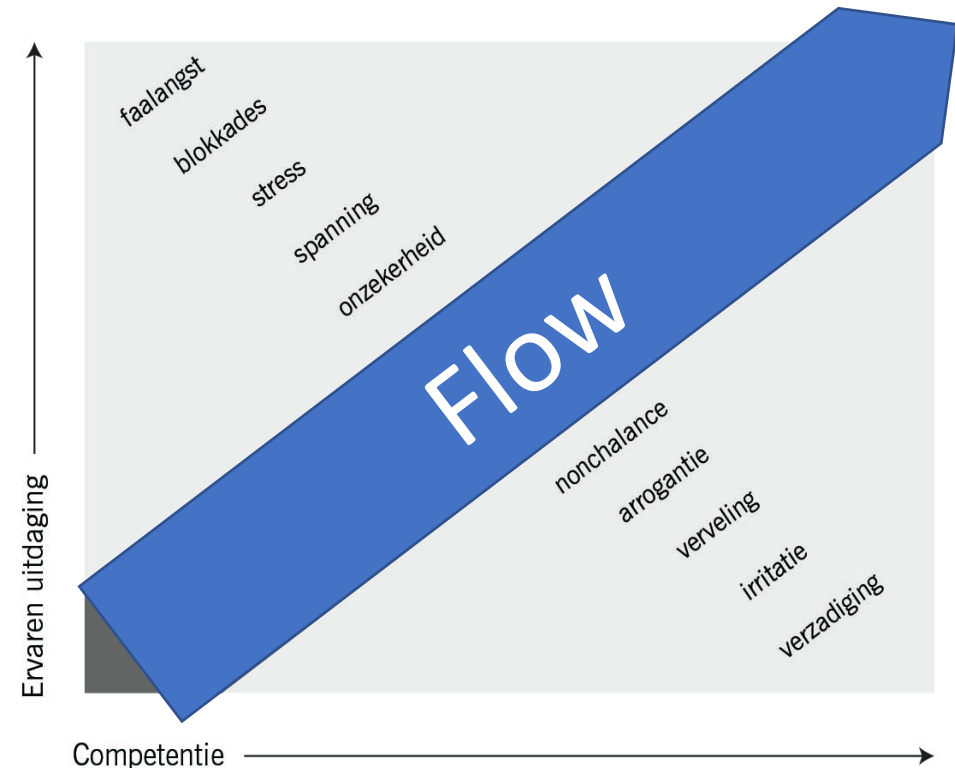 faalangst
blokkades
stress
spanning
onzekerheid
Flow
nonchalance
arrogantie
verveling
irritatie
verzadiging
Ervaren uitdaging
Competentie